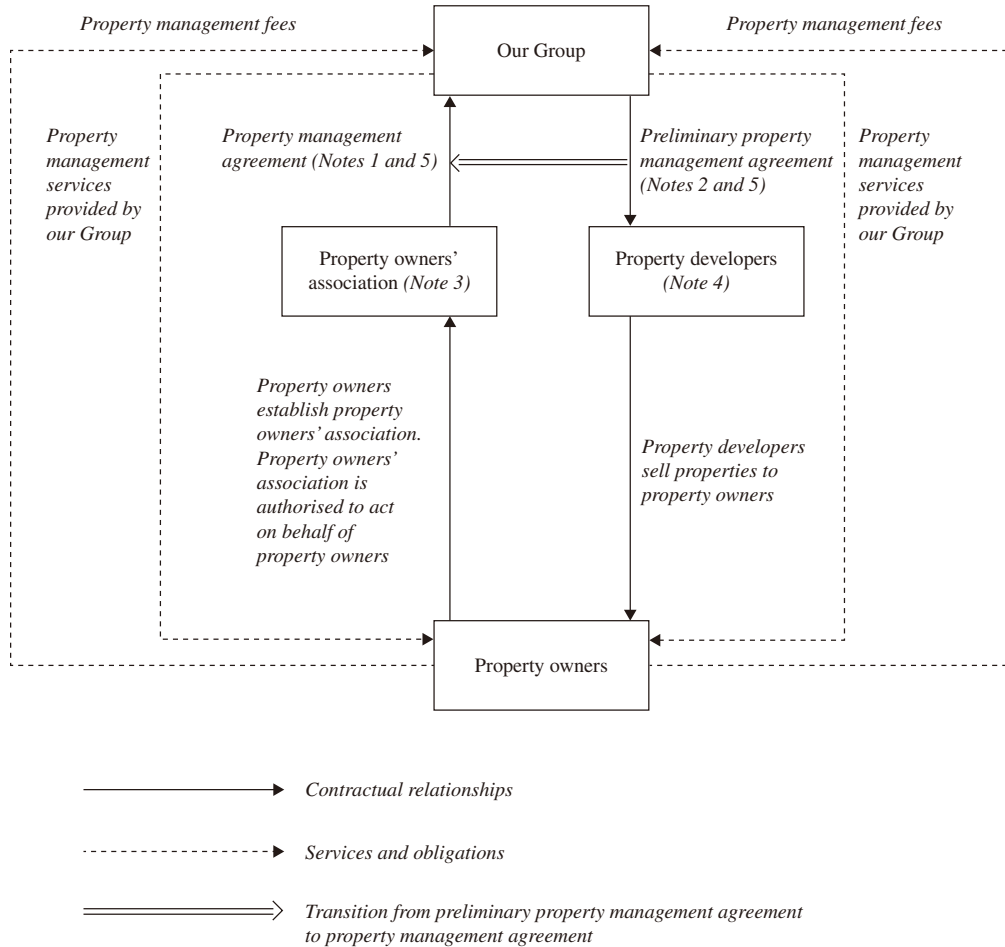 Property management fees
Property management fees
Our Group
Property
management
services
provided by
our Group
Property management
agreement (Notes 1 and 5)
Preliminary property
management agreement
(Notes 2 and 5)
Property
management
services
provided by
our Group
Property owners’
association (Note 3)
Property developers
(Note 4)
Property owners
establish property
owners’ association.
Property owners’
association is
authorised to act
on behalf of
property owners
Property developers
sell properties to
property owners
Property owners
Contractual relationships
Services and obligations
Transition from preliminary property management agreement
to property management agreement